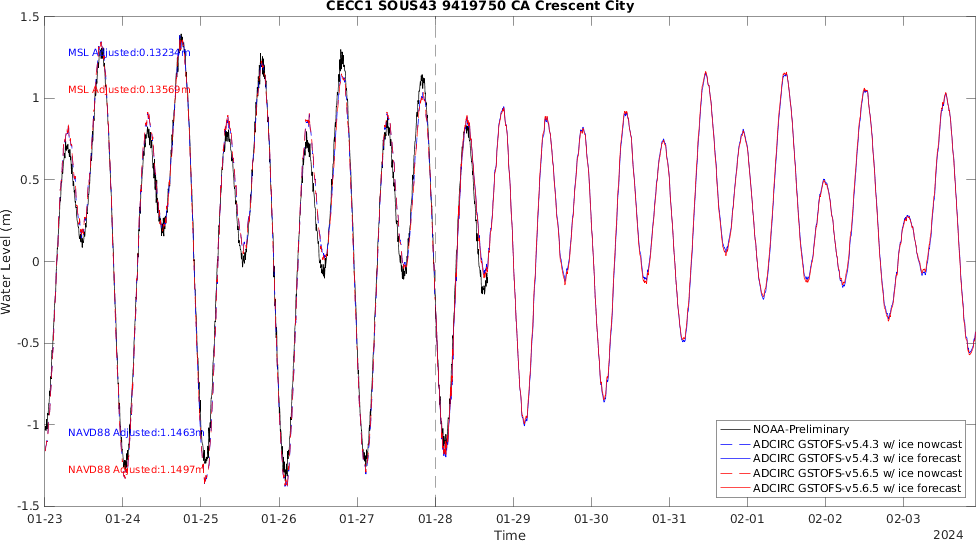 CECC1 SOUS43 9419750 CA Crescent City
1.5
1
0.5
0
-0.5
-1
-1.5
Water Level (m)
MSL Adjusted:0.13234m
MSL Adjusted:0.13569m
NAVD88 Adjusted:1.1463m
NAVD88 Adjusted:1.1497m
NOAA-Preliminary
ADCIRC GSTOFS-v5.4.3 w/ ice nowcast
ADCIRC GSTOFS-v5.4.3 w/ ice forecast
ADCIRC GSTOFS-v5.6.5 w/ ice nowcast
ADCIRC GSTOFS-v5.6.5 w/ ice forecast
01-23 01-24 01-25 01-26 01-27 01-28 01-29 01-30 01-31 02-01 02-02 02-03
Time
2024